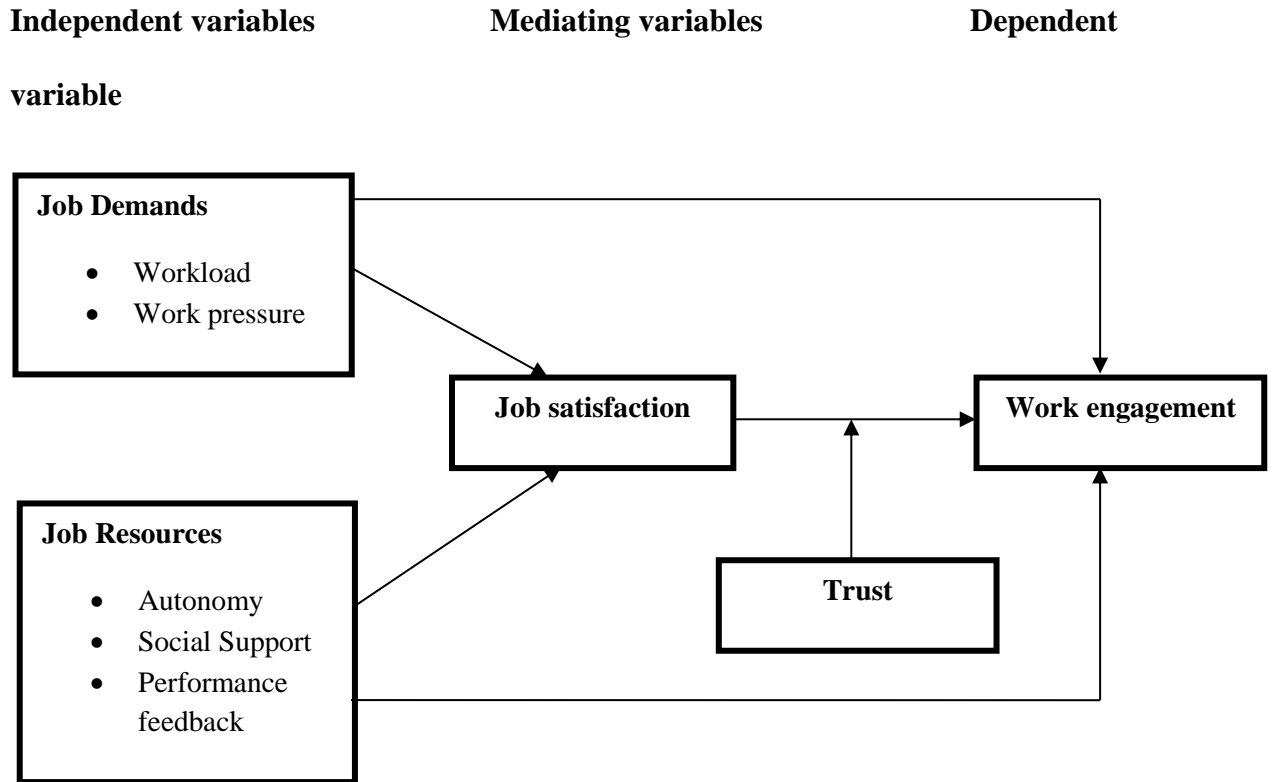 Independent variables Mediating variables Dependent
variable
Job Demands
• Workload
• Work pressure
Job satisfaction
Work engagement
Job Resources
• Autonomy
• Social Support
• Performance
feedback
Trust